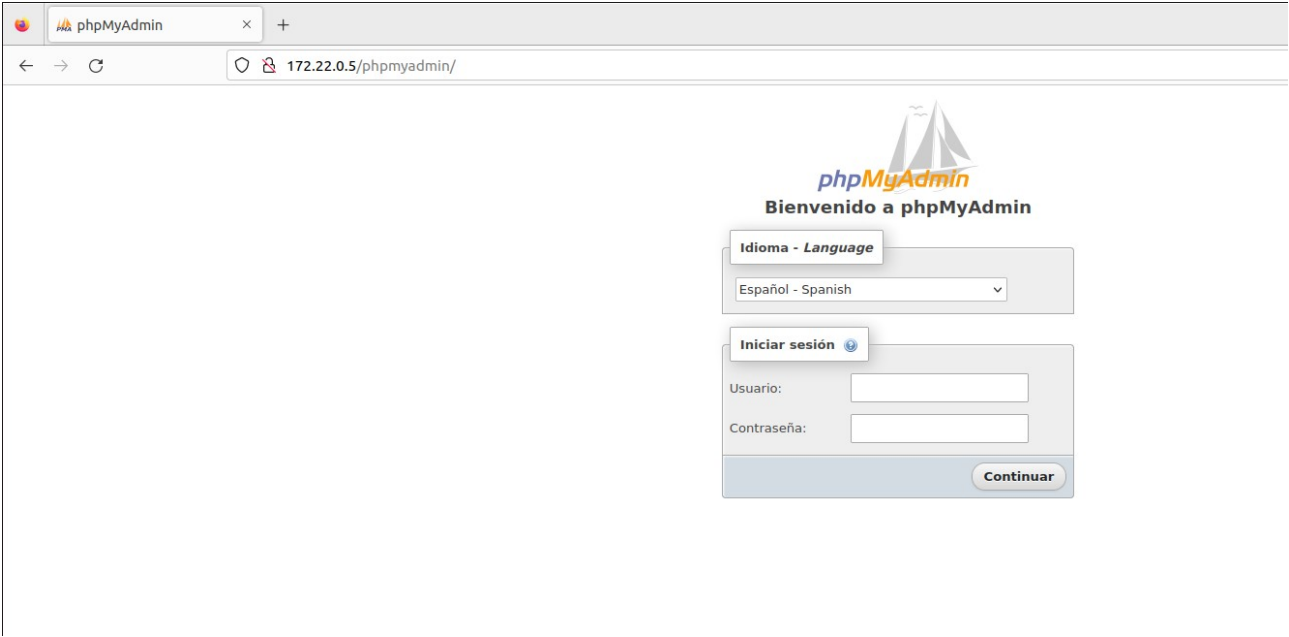 phpMyAdmin
172.22.0.5/phpmyadmin/
phpMyAdmin
Bienvenido a phpMyAdmin
Idioma - Language
Español - Spanish
Iniciar sesión
Usuario:
Contraseña:
Continuar